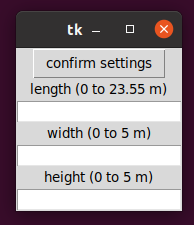 tk
confirm settings
length (0 to 23.55 m)
width (0 to 5 m)
height (0 to 5 m)